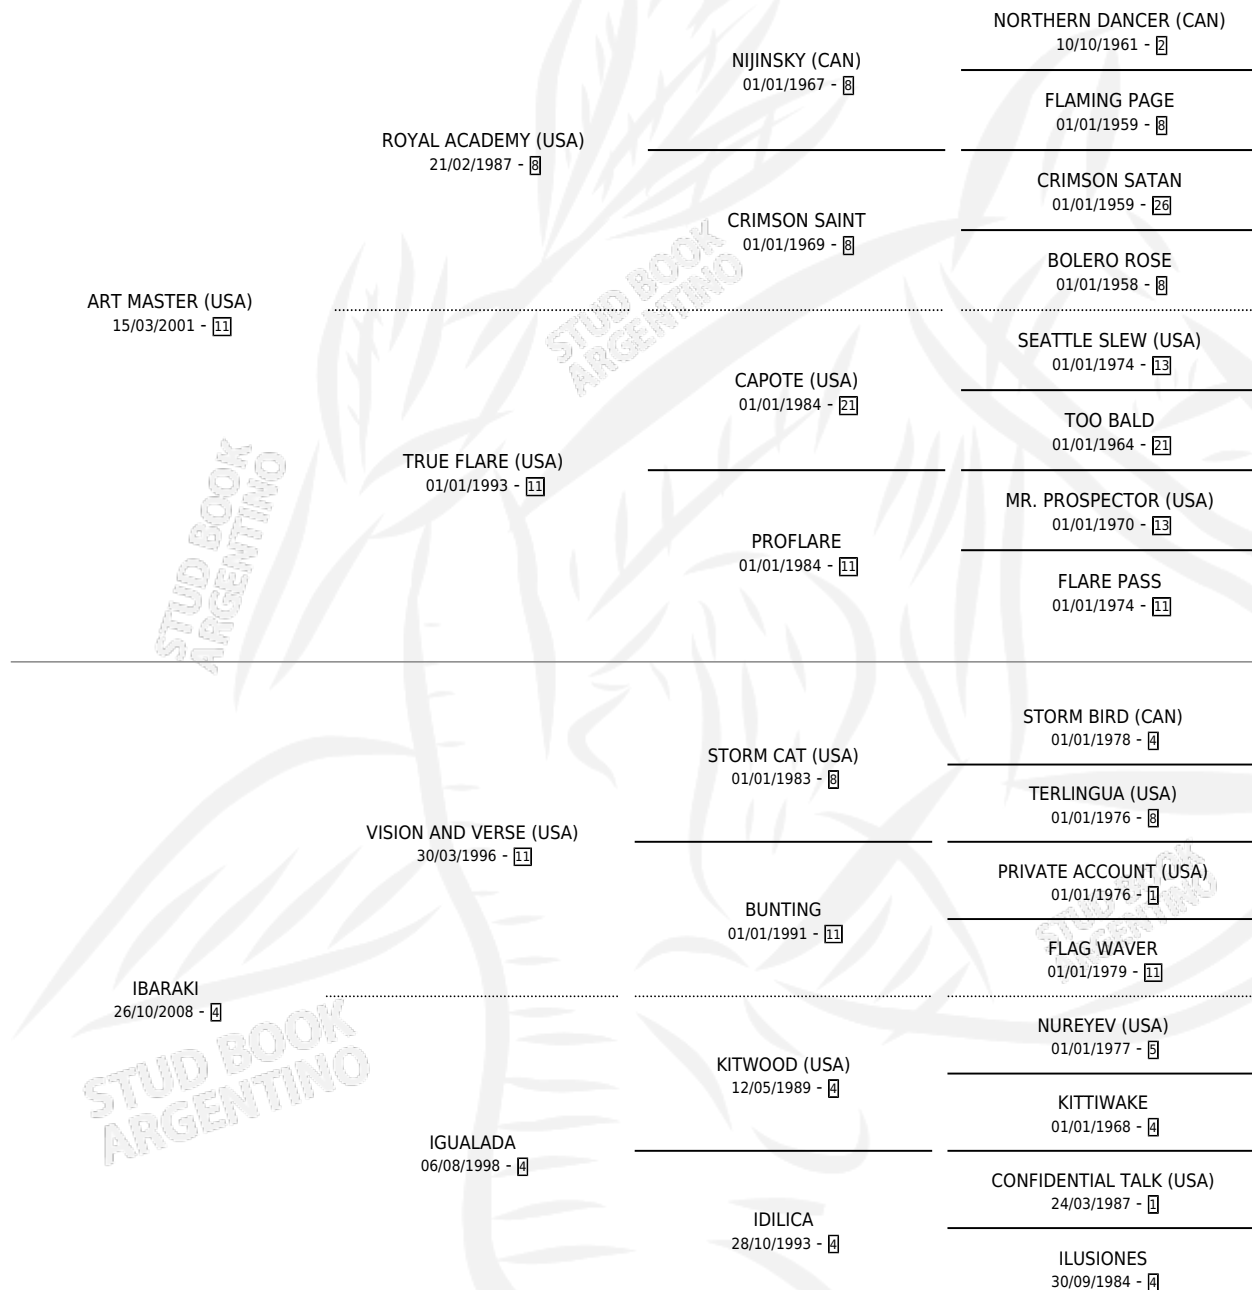 NORTHERN DANCER (CAN)
10/10/1961 - 2
NIJINSKY (CAN)
01/01/1967 - 8
FLAMING PAGE
01/01/1959 - 8
ROYAL ACADEMY (USA)
21/02/1987 - 8
CRIMSON SATAN
01/01/1959 - 26
CRIMSON SAINT
01/01/1969 - 8
BOLERO ROSE
01/01/1958 - 8
ART MASTER (USA)
15/03/2001 - 11
SEATTLE SLEW (USA)
01/01/1974 - 13
CAPOTE (USA)
01/01/1984 - 21
TOO BALD
01/01/1964 - 21
TRUE FLARE (USA)
01/01/1993 - 11
MR. PROSPECTOR (USA)
01/01/1970 - 13
PROFLARE
01/01/1984 - 11
FLARE PASS
01/01/1974 - 11
STORM BIRD (CAN)
01/01/1978 - 4
STORM CAT (USA)
01/01/1983 - 8
TERLINGUA (USA)
01/01/1976 - 8
VISION AND VERSE (USA)
30/03/1996 - 11
PRIVATE ACCOUNT (USA)
01/01/1976 - 1
BUNTING
01/01/1991 - 11
FLAG WAVER
01/01/1979 - 11
IBARAKI
26/10/2008 - 4
NUREYEV (USA)
01/01/1977 - 5
KITWOOD (USA)
12/05/1989 - 4
KITTIWAKE
01/01/1968 - 4
IGUALADA
06/08/1998 - 4
CONFIDENTIAL TALK (USA)
24/03/1987 - 1
IDILICA
28/10/1993 - 4
ILUSIONES
30/09/1984 - 4
STUD BOOK
ARGENTINO
STUD BOOK
ARGENTINO
STUD BOOK
ARGENTINO
STUD BOOK
ARGENTINO